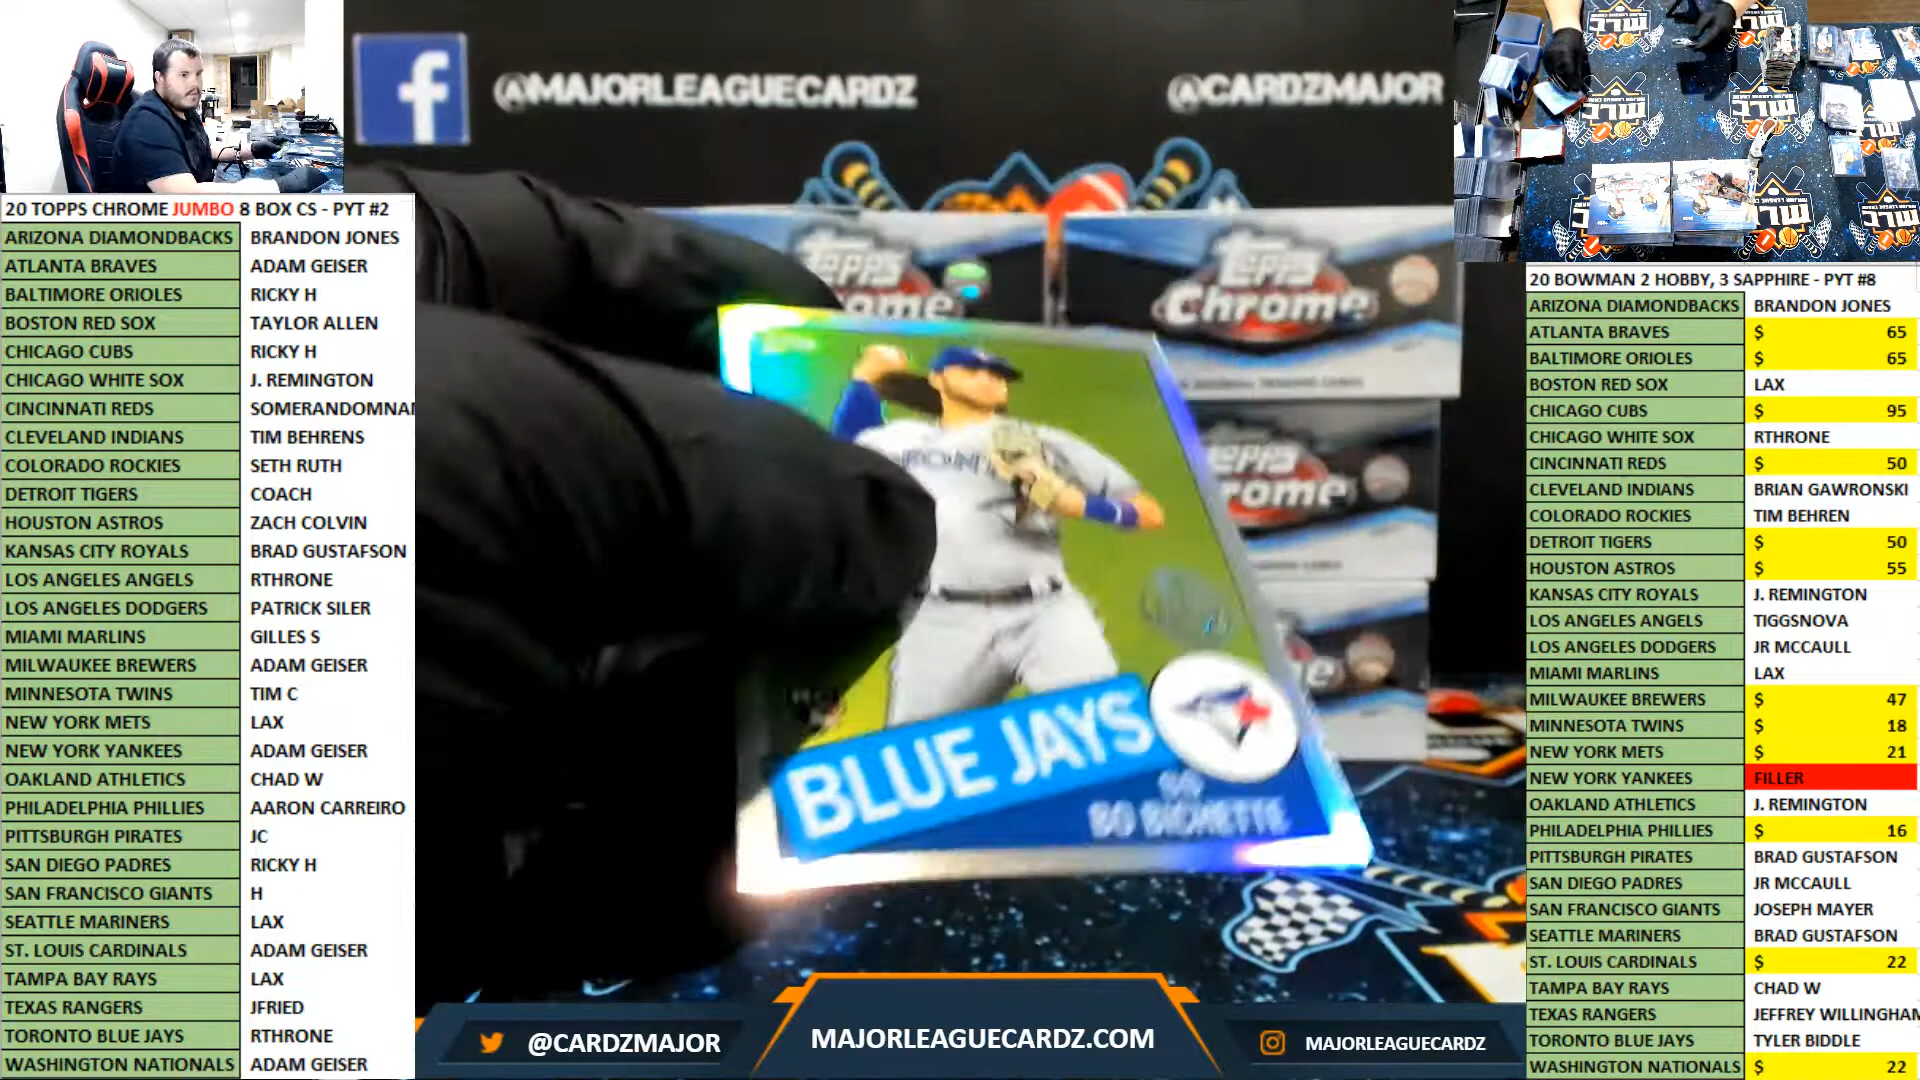 @MAJORLEAGUECARDZ
@CARDZMAJOR
Topps
Chrome
Topps
Chrome
BLUE JAYS
SS
BO BICHETTE
20 TOPPS CHROME JUMBO 8 BOX CS - PYT #2
ARIZONA DIAMONDBACKS BRANDON JONES
ATLANTA BRAVES ADAM GEISER
BALTIMORE ORIOLES RICKY H
BOSTON RED SOX TAYLOR ALLEN
CHICAGO CUBS RICKY H
CHICAGO WHITE SOX J. REMINGTON
CINCINNATI REDS SOMERANDOMNA
CLEVELAND INDIANS TIM BEHRENS
COLORADO ROCKIES SETH RUTH
DETROIT TIGERS COACH
HOUSTON ASTROS ZACH COLVIN
KANSAS CITY ROYALS BRAD GUSTAFSON
LOS ANGELES ANGELS RTHRONE
LOS ANGELES DODGERS PATRICK SILER
MIAMI MARLINS GILLES S
MILWAUKEE BREWERS ADAM GEISER
MINNESOTA TWINS TIM C
NEW YORK METS LAX
NEW YORK YANKEES ADAM GEISER
OAKLAND ATHLETICS CHAD W
PHILADELPHIA PHILLIES AARON CARREIRO
PITTSBURGH PIRATES JC
SAN DIEGO PADRES RICKY H
SAN FRANCISCO GIANTS H
SEATTLE MARINERS LAX
ST. LOUIS CARDINALS ADAM GEISER
TAMPA BAY RAYS LAX
TEXAS RANGERS JFRIED
TORONTO BLUE JAYS RTHRONE
WASHINGTON NATIONALS ADAM GEISER
20 BOWMAN 2 HOBBY, 3 SAPPHIRE - PYT #8
ARIZONA DIAMONDBACKS BRANDON JONES
ATLANTA BRAVES $ 65
BALTIMORE ORIOLES $ 65
BOSTON RED SOX LAX
CHICAGO CUBS $ 95
CHICAGO WHITE SOX RTHRONE
CINCINNATI REDS $ 50
CLEVELAND INDIANS BRIAN GAWRONSKI
COLORADO ROCKIES TIM BEHREN
DETROIT TIGERS $ 50
HOUSTON ASTROS $ 55
KANSAS CITY ROYALS J. REMINGTON
LOS ANGELES ANGELS TIGGSNOVA
LOS ANGELES DODGERS JR MCCAULL
MIAMI MARLINS LAX
MILWAUKEE BREWERS $ 47
MINNESOTA TWINS $ 18
NEW YORK METS $ 21
NEW YORK YANKEES FILLER
OAKLAND ATHLETICS J. REMINGTON
PHILADELPHIA PHILLIES $ 16
PITTSBURGH PIRATES BRAD GUSTAFSON
SAN DIEGO PADRES JR MCCAULL
SAN FRANCISCO GIANTS JOSEPH MAYER
SEATTLE MARINERS BRAD GUSTAFSON
ST. LOUIS CARDINALS $ 22
TAMPA BAY RAYS CHAD W
TEXAS RANGERS JEFFREY WILLINGHAM
TORONTO BLUE JAYS TYLER BIDDLE
WASHINGTON NATIONALS $ 22
@CARDZMAJOR
MAJORLEAGUECARDZ.COM
MAJORLEAGUECARDZ